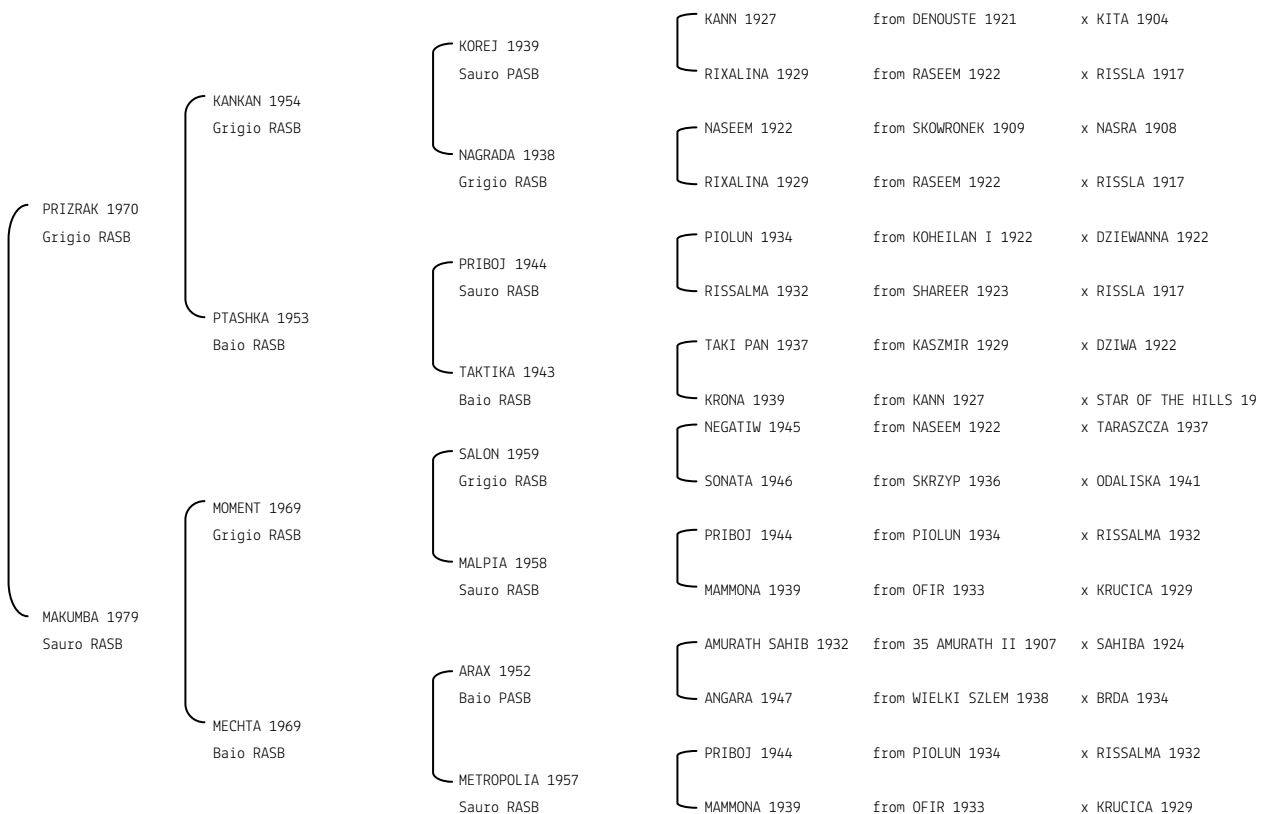 KANN 1927 from DENOUSTE 1921 x KITA 1904
KOREJ 1939
Sauro PASB
RIXALINA 1929 from RASEEM 1922 x RISSLA 1917
KANKAN 1954
Grigio RASB
NASEEM 1922 from SKOWRONEK 1909 x NASRA 1908
NAGRADA 1938
Grigio RASB
RIXALINA 1929 from RASEEM 1922 x RISSLA 1917
PRIZRAK 1970
Grigio RASB
PIOLUN 1934 from KOHEILAN I 1922 x DZIEWANNA 1922
PRIBOJ 1944
Sauro RASB
RISSALMA 1932 from SHAREER 1923 x RISSLA 1917
PTASHKA 1953
Baio RASB
TAKI PAN 1937 from KASZMIR 1929 x DZIWA 1922
TAKTIKA 1943
Baio RASB
KRONA 1939 from KANN 1927 x STAR OF THE HILLS 19
NEGATIW 1945 from NASEEM 1922 x TARASZCZA 1937
SALON 1959
Grigio RASB
SONATA 1946 from SKRZYP 1936 x ODALISKA 1941
MOMENT 1969
Grigio RASB
PRIBOJ 1944 from PIOLUN 1934 x RISSALMA 1932
MALPIA 1958
Sauro RASB
MAMMONA 1939 from OFIR 1933 x KRUCICA 1929
MAKUMBA 1979
Sauro RASB
AMURATH SAHIB 1932 from 35 AMURATH II 1907 x SAHIBA 1924
ARAX 1952
Baio PASB
ANGARA 1947 from WIELKI SZLEM 1938 x BRDA 1934
MECHTA 1969
Baio RASB
PRIBOJ 1944 from PIOLUN 1934 x RISSALMA 1932
METROPOLIA 1957
Sauro RASB
MAMMONA 1939 from OFIR 1933 x KRUCICA 1929